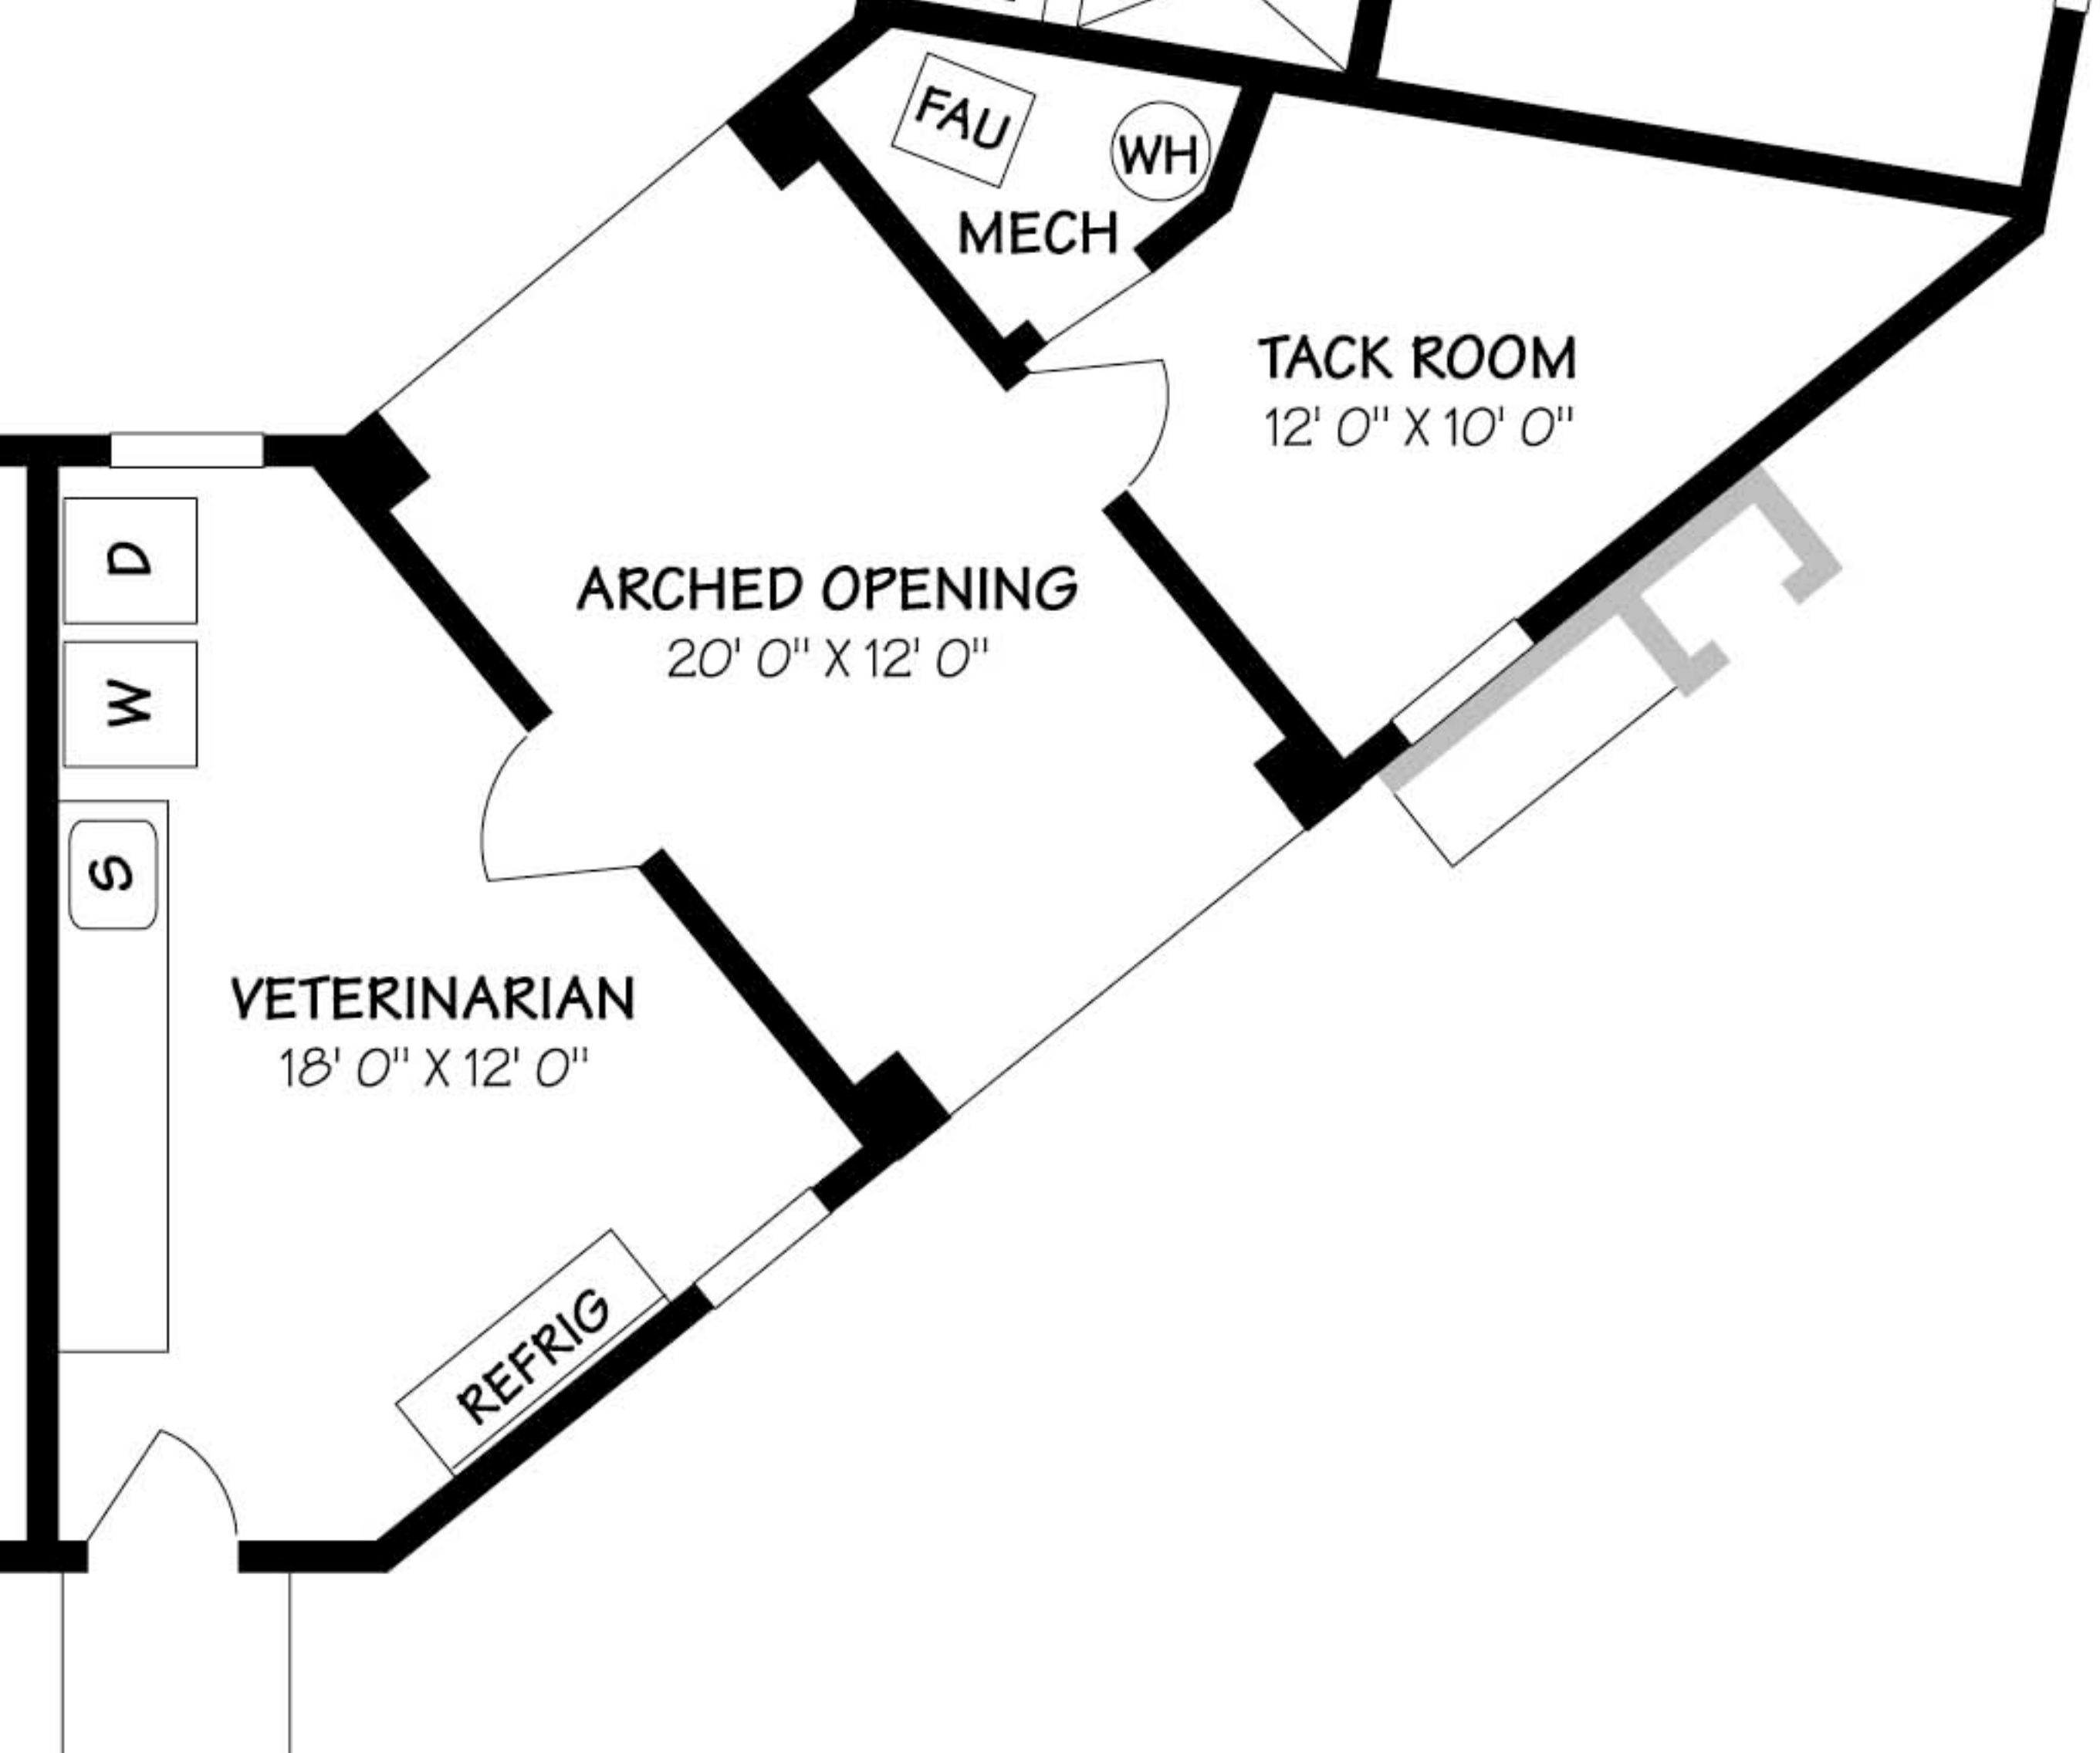 FAU
WH
MECH
TACK ROOM
12' 0" X 10' 0"
D
ARCHED OPENING
20' 0" X 12' 0"
W
S
VETERINARIAN
18' 0" X 12' 0"
REFRIG